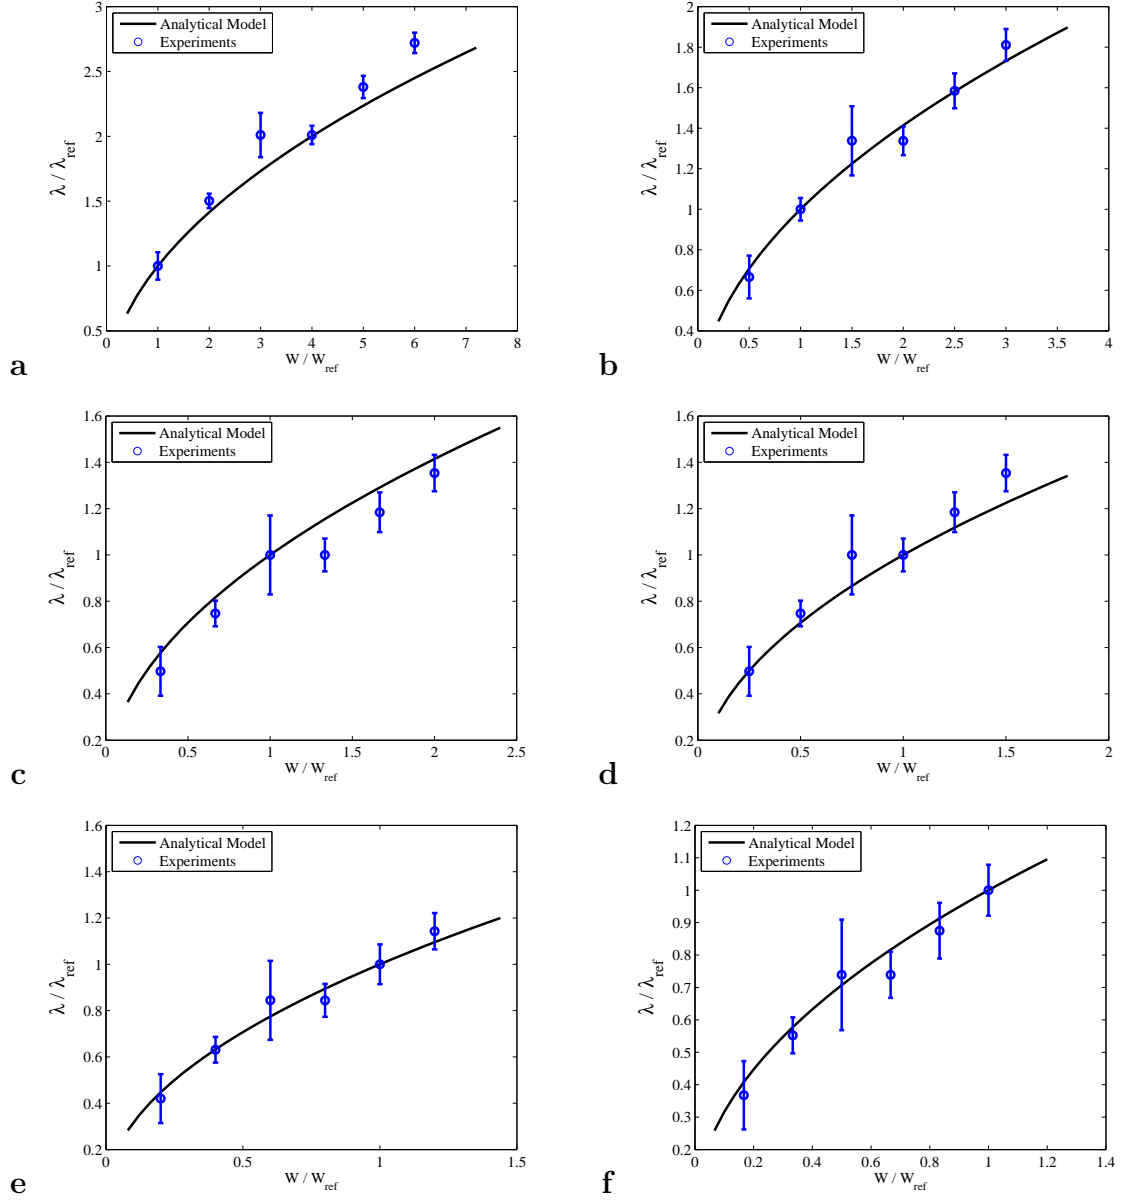 3
2.5
2
1.5
1
0.5
0 1 2 3 4 5 6 7 8
λ / λref
W / Wref
Analytical Model
Experiments
a
2
1.8
1.6
1.4
1.2
1
0.8
0.6
0.4
0 0.5 1 1.5 2 2.5 3 3.5 4
λ / λref
W / Wref
Analytical Model
Experiments
b
1.6
1.4
1.2
1
0.8
0.6
0.4
0.2
0 0.5 1 1.5 2 2.5
λ / λref
W / Wref
Analytical Model
Experiments
c
1.6
1.4
1.2
1
0.8
0.6
0.4
0.2
0 0.5 1 1.5 2
λ / λref
W / Wref
Analytical Model
Experiments
d
1.6
1.4
1.2
1
0.8
0.6
0.4
0.2
0 0.5 1 1.5
λ / λref
W / Wref
Analytical Model
Experiments
e
1.2
1.1
1
0.9
0.8
0.7
0.6
0.5
0.4
0.3
0.2
0 0.2 0.4 0.6 0.8 1 1.2 1.4
λ / λref
W / Wref
Analytical Model
Experiments
f